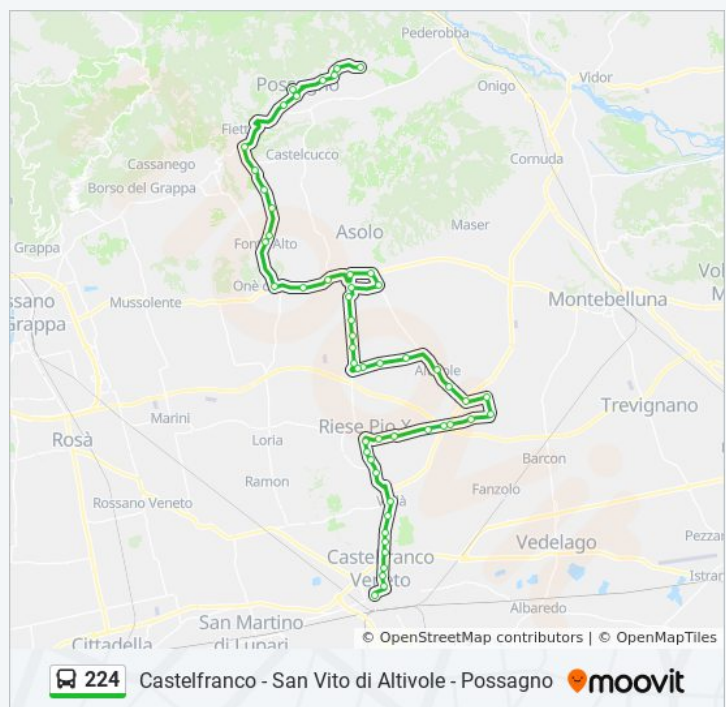 Pederobba
Possagno
Onigo
Vidor
Fietta
Castelcucco
Cornuda
Cassanego
Borso del Grappa
Maser
Asolo
Grappa
Fonte Alto
Onè di
Mussolente
Montebelluna
Altivole
Trevignano
Marini
Riese Pio X
Rosà
Loria
Barcon
Ramon
Fanzolo
Rossano Veneto
Vedelago
Castelfranco
Veneto
Istran
Albaredo
San Martino
di Lupari
Cittadella
© OpenStreetMap contributors | © OpenMapTiles
224 Castelfranco - San Vito di Altivole - Possagno moovit